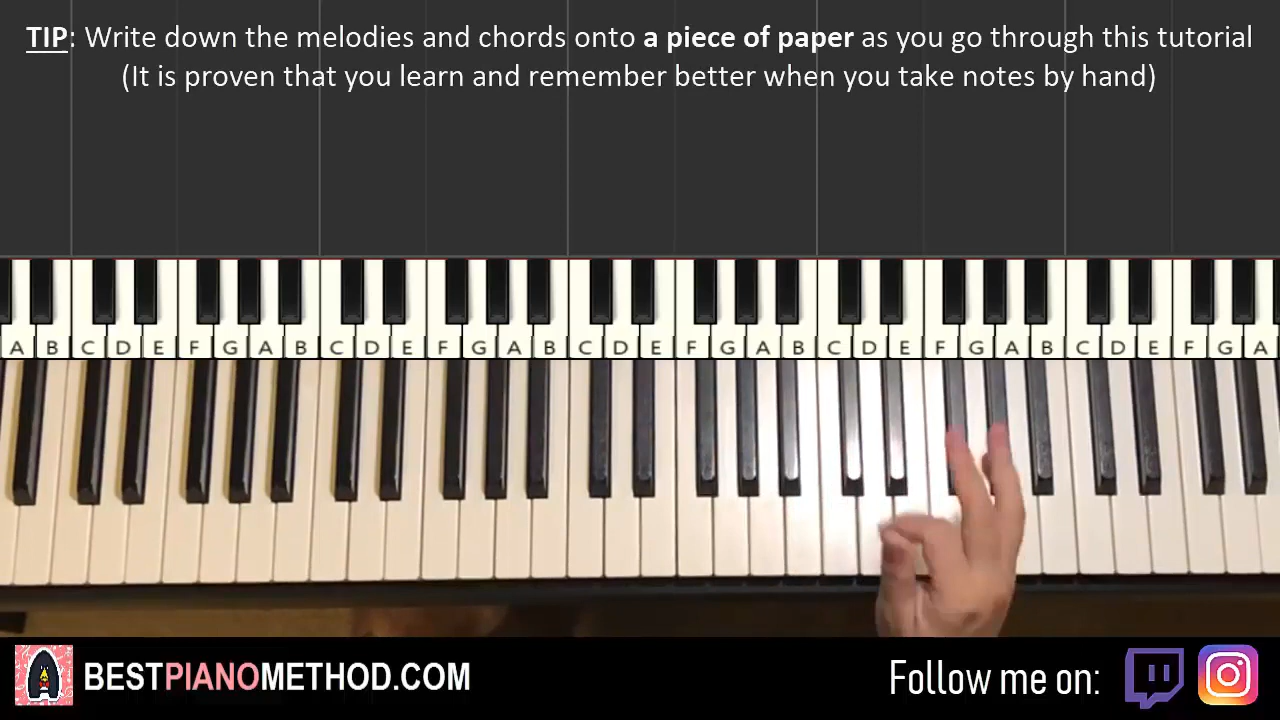 TIP: Write down the melodies and chords onto a piece of paper as you go through this tutorial
(It is proven that you learn and remember better when you take notes by hand)
A B C D E F G A B C D E F G A B C D E F G A B C D E F G A B C D E F G A
BESTPIANOMETHOD.COM
Follow me on: